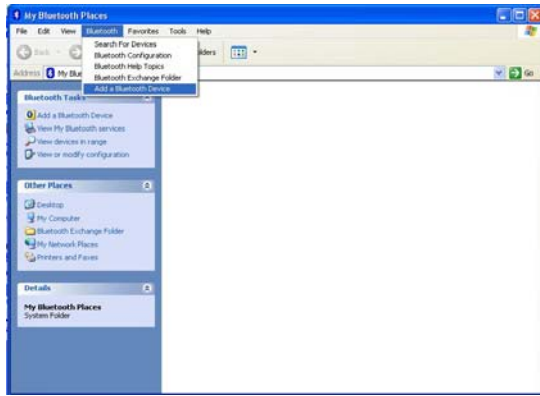 My Bluetooth Places
File Edit View Bluetooth Favorites Tools Help
Back
Search For Devices
Bluetooth Configuration
Bluetooth Help Topics
Bluetooth Exchange Folder
Add a Bluetooth Device
Address My Blue Go
Bluetooth Tasks
Add a Bluetooth Device
View My Bluetooth services
View devices in range
View or modify configuration
Other Places
Desktop
My Computer
Bluetooth Exchange Folder
My Network Places
Printers and Faxes
Details
My Bluetooth Places
System Folder